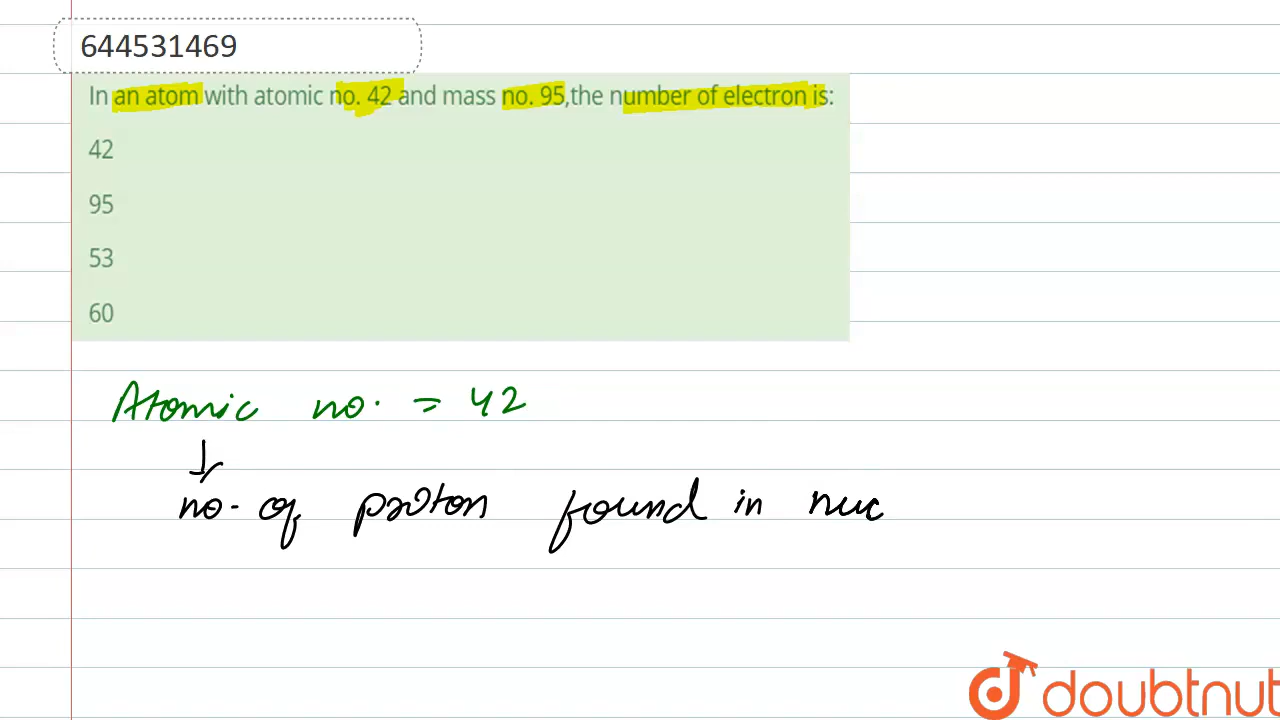 644531469
In an atom with atomic no. 42 and mass no. 95,the number of electron is:
42
95
53
60
Atomic no. = 42
no. of proton found in nuc
doubtnut